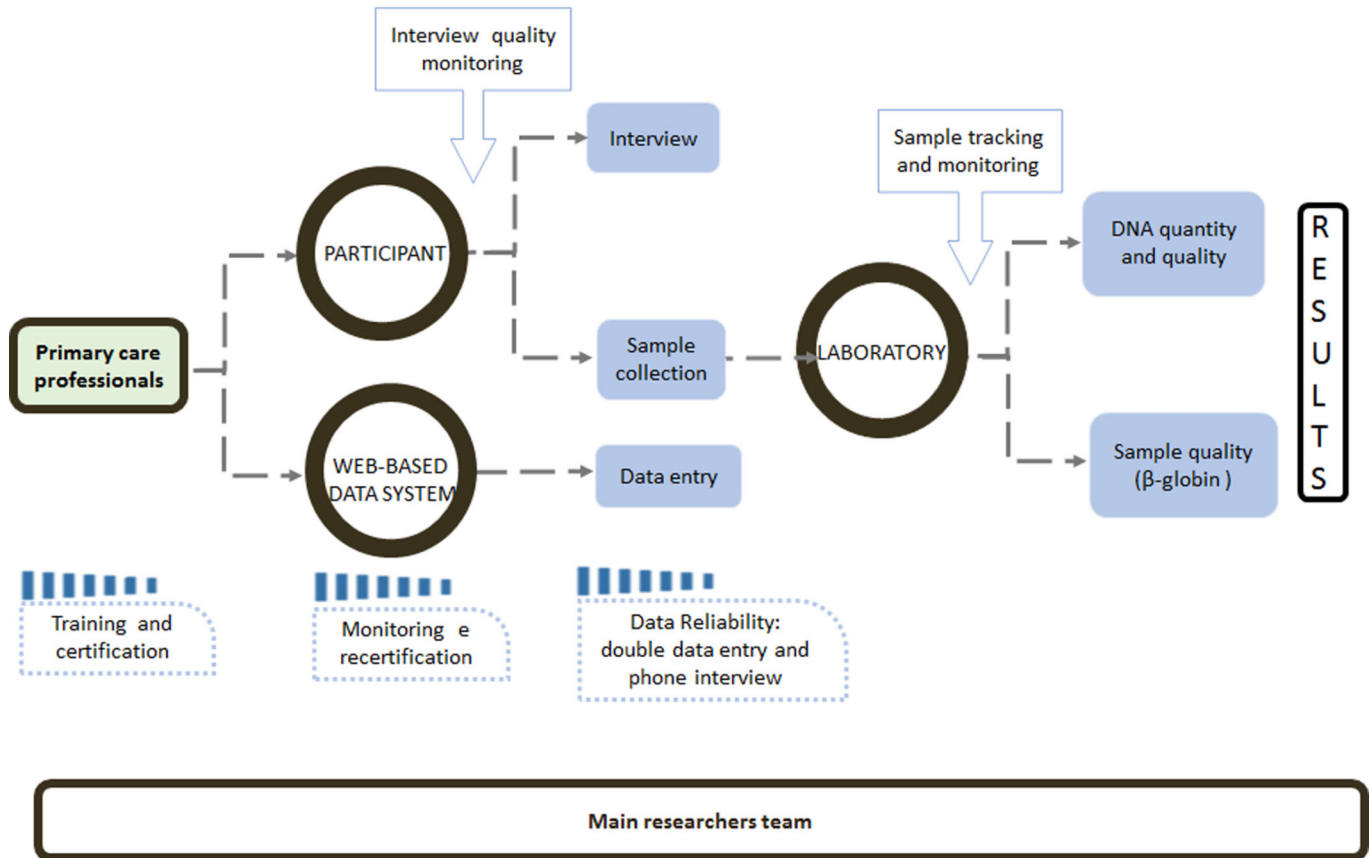 Interview quality
monitoring
Interview
Sample tracking
and monitoring
PARTICIPANT
DNA quantity
and quality
RESULTS
Primary care
professionals
Sample
collection
LABORATORY
WEB-BASED
DATA SYSTEM
Data entry
Sample quality
(β-globin )
Training and
certification
Monitoring e
recertification
Data Reliability:
double data entry and
phone interview
Main researchers team